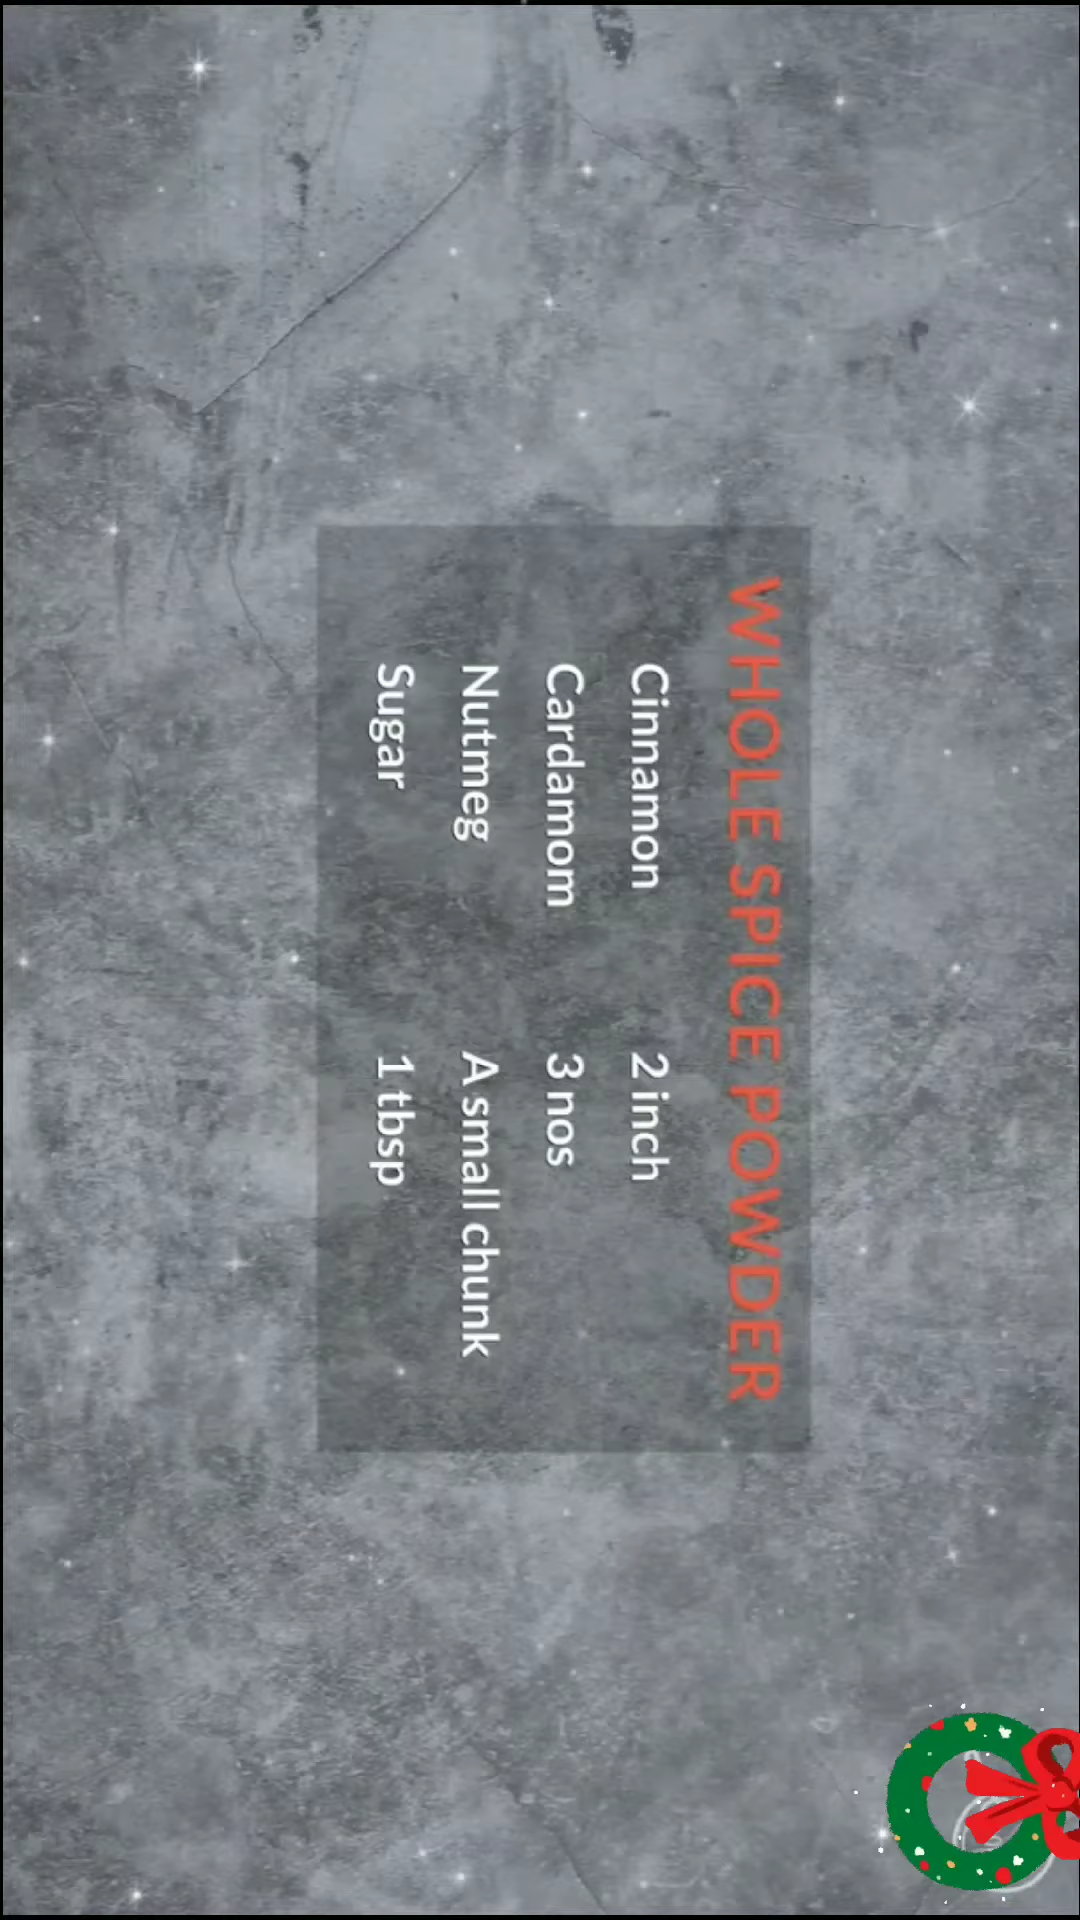 WHOLE SPICE POWDER
Cinnamon 2 inch
Cardamom 3 nos
Nutmeg A small chunk
Sugar 1 tbsp